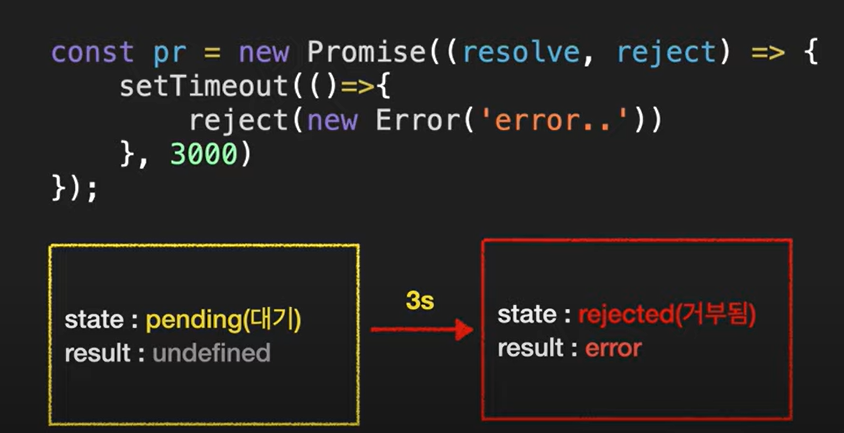 const pr = new Promise((resolve, reject) => {
    setTimeout(()=>{
        reject(new Error('error..'))
    }, 3000)
});
state : pending(대기)
result : undefined
3s
state : rejected(거부됨)
result : error